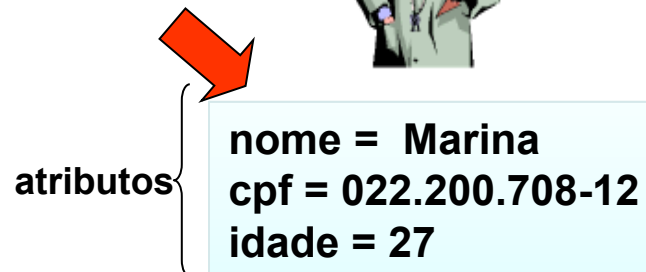 atributos
nome = Marina
cpf = 022.200.708-12
idade = 27